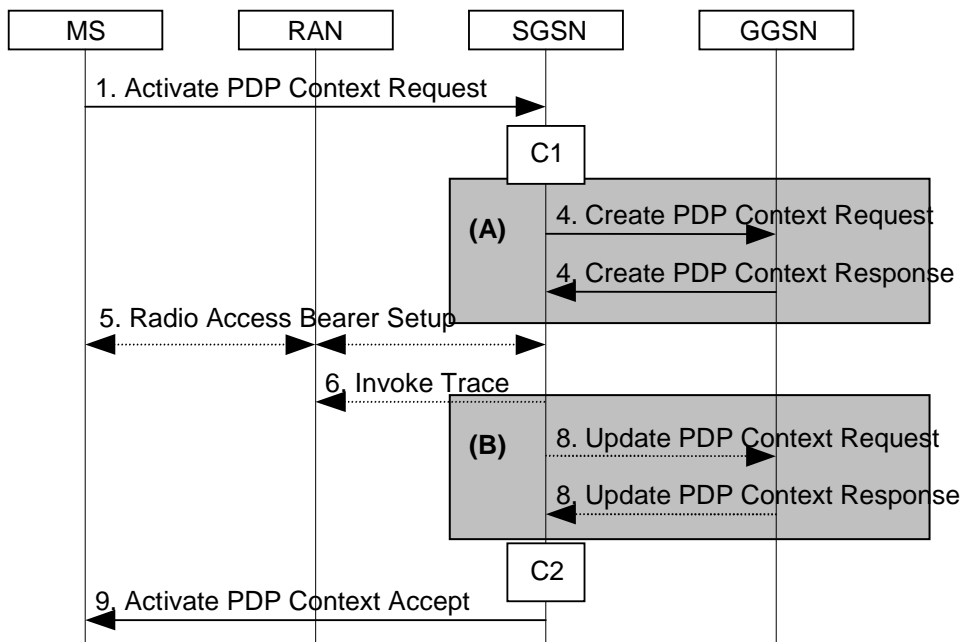 MS RAN SGSN GGSN
1. Activate PDP Context Request
C1
(A)
4. Create PDP Context Request
4. Create PDP Context Response
5. Radio Access Bearer Setup
6. Invoke Trace
(B)
8. Update PDP Context Request
8. Update PDP Context Response
C2
9. Activate PDP Context Accept